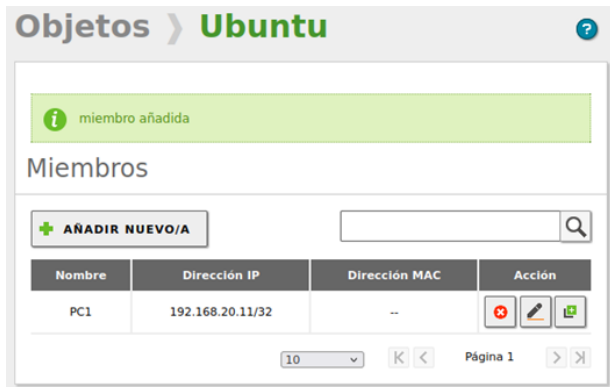 Objetos Ubuntu
miembro añadida
Miembros
AÑADIR NUEVO/A
Nombre Dirección IP Dirección MAC Acción
PC1 192.168.20.11/32 --
10 Página 1